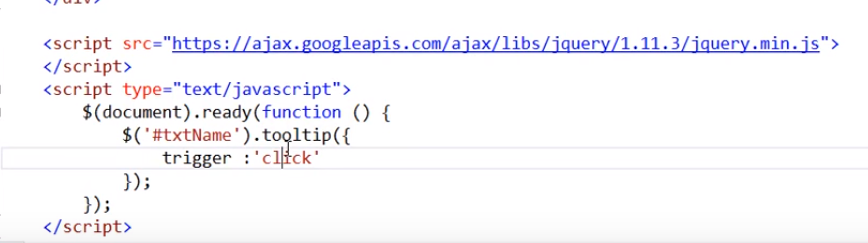 </div>
<script src="https://ajax.googleapis.com/ajax/libs/jquery/1.11.3/jquery.min.js">
</script>
<script type="text/javascript">
$(document).ready(function () {
$('#txtName').tooltip({
trigger :'click'
});
});
</script>